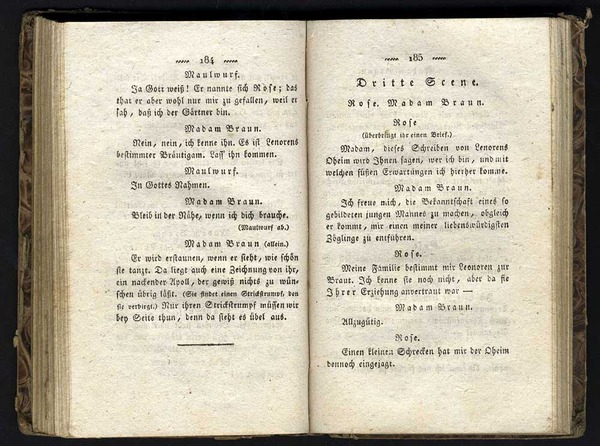 184
Maulwurf.
Ja Gott weiß! Er nannte sich Rose; das
that er aber wohl nur mir zu gefallen, weil er
sah, daß ich der Gärtner bin.
Madam Braun.
Nein, nein, ich kenne ihn. Es ist Lenorens
bestimmter Bräutigam. Lass' ihn kommen.
Maulwurf.
In Gottes Nahmen.
Madam Braun.
Bleib in der Nähe, wenn ich dich brauche.
(Maulwurf ab.)
Madam Braun (allein.)
Er wird erstaunen, wenn er sieht, wie schön
sie tanzt. Da liegt auch eine Zeichnung von ihr,
ein nackender Apoll, der gewiß nichts zu wün-
schen übrig läßt. (Sie findet einen Strickstrumpf, den
sie verbirgt.) Nur ihren Strickstrumpf müssen wir
bey Seite thun, denn da sieht es übel aus.
185
Dritte Scene.
Rose. Madam Braun.
Rose
(überbringt ihr einen Brief.)
Madam, dieses Schreiben von Lenorens
Oheim wird Ihnen sagen, wer ich bin, und mit
welchen süßen Erwartungen ich hierher komme.
Madam Braun.
Ich freue mich, die Bekanntschaft eines so
gebildeten jungen Mannes zu machen, obgleich
er kommt, mir einen meiner liebenswürdigsten
Zöglinge zu entführen.
Rose.
Meine Familie bestimmt mir Leonoren zur
Braut. Ich kenne sie noch nicht, aber da sie
Ihrer Erziehung anvertraut war —
Madam Braun.
Allzugütig.
Rose.
Einen kleinen Schrecken hat mir der Oheim
dennoch eingejagt.